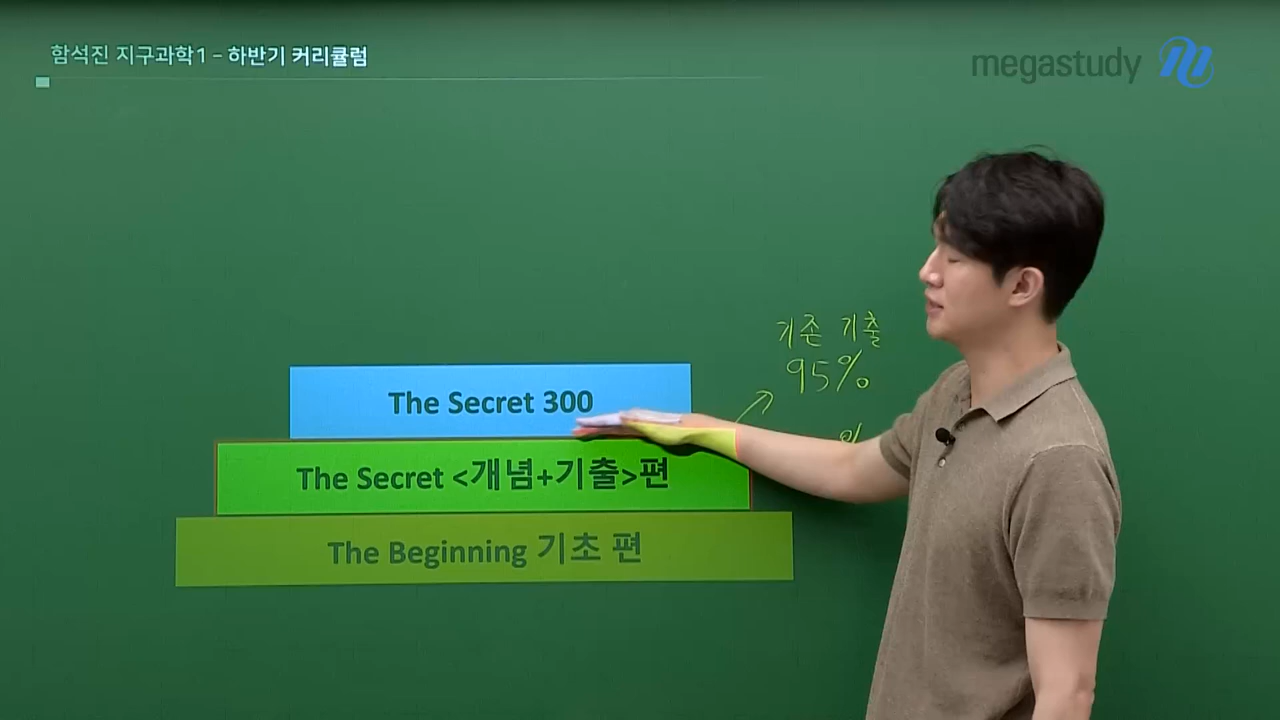 함석진 지구과학1 - 하반기 커리큘럼
megastudy
기존 기출
95%
%
The Secret 300
The Secret <개념+기출>편
The Beginning 기초 편